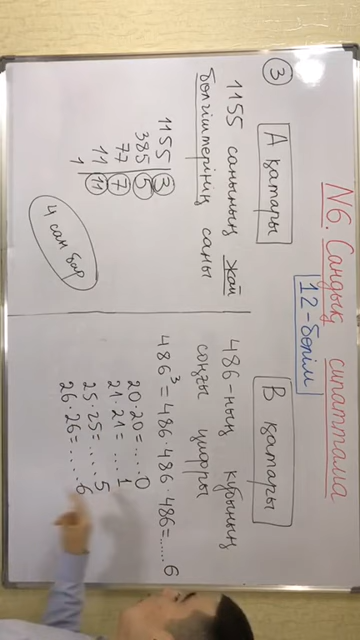 №6. Сандық сипаттама
12-бөлім
③ А қатары
1155 санының жай
бөлгіштерінің саны
1155 3
385 5
77 7
11 11
1
4 сан бар
В қатары
486-ның кубының
соңғы цифры
486³ = 486·486·486 = ......6
20·20 = .....0
21·21 = .... 1
25·25 = .... 5
26·26 = .....6